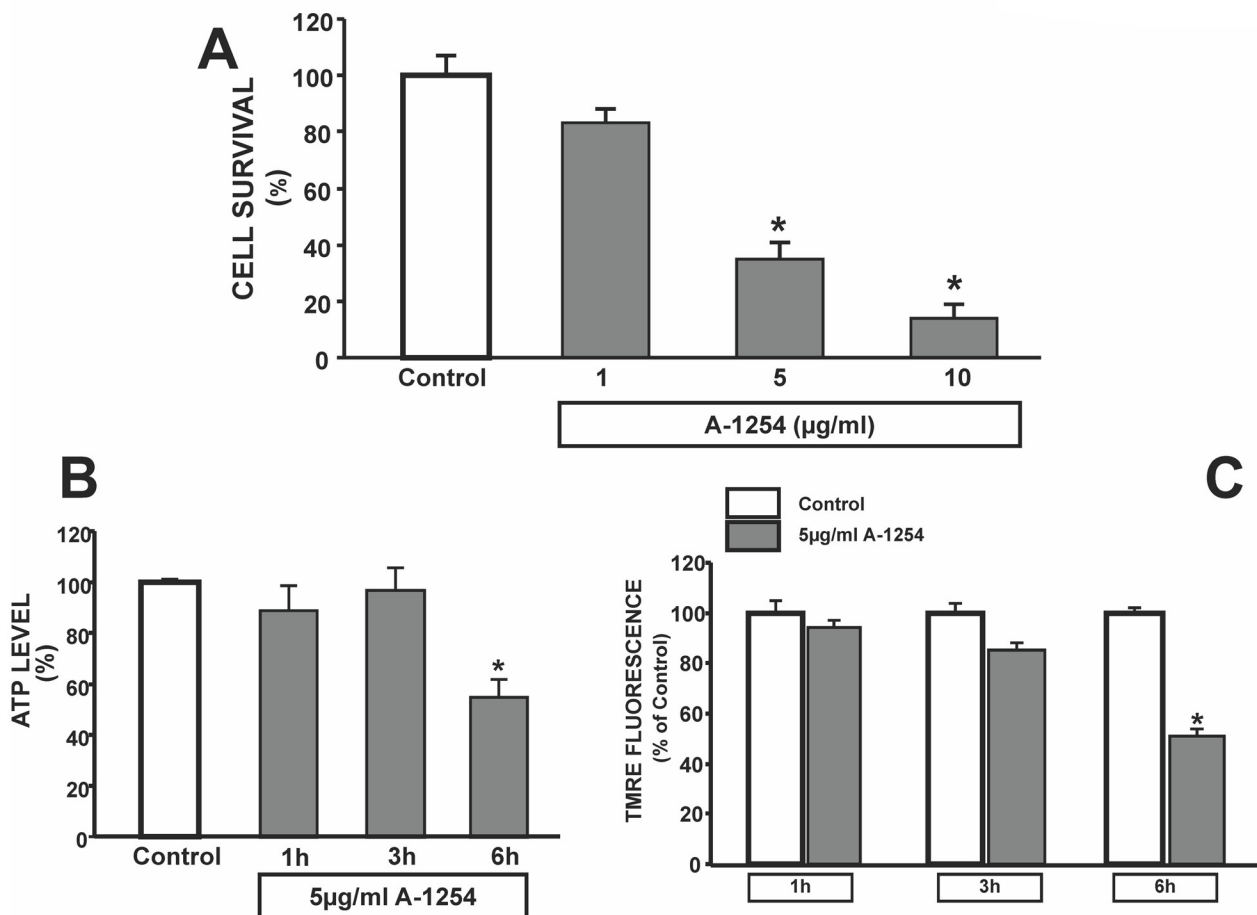 A
CELL SURVIVAL
(%)
120
100
80
60
40
20
0
*
*
Control 1 5 10
A-1254 (µg/ml)
B
ATP LEVEL
(%)
120
100
80
60
40
20
0
*
Control 1h 3h 6h
5µg/ml A-1254
C
Control
5µg/ml A-1254
TMRE FLUORESCENCE
(% of Control)
120
100
80
60
40
20
0
*
1h 3h 6h